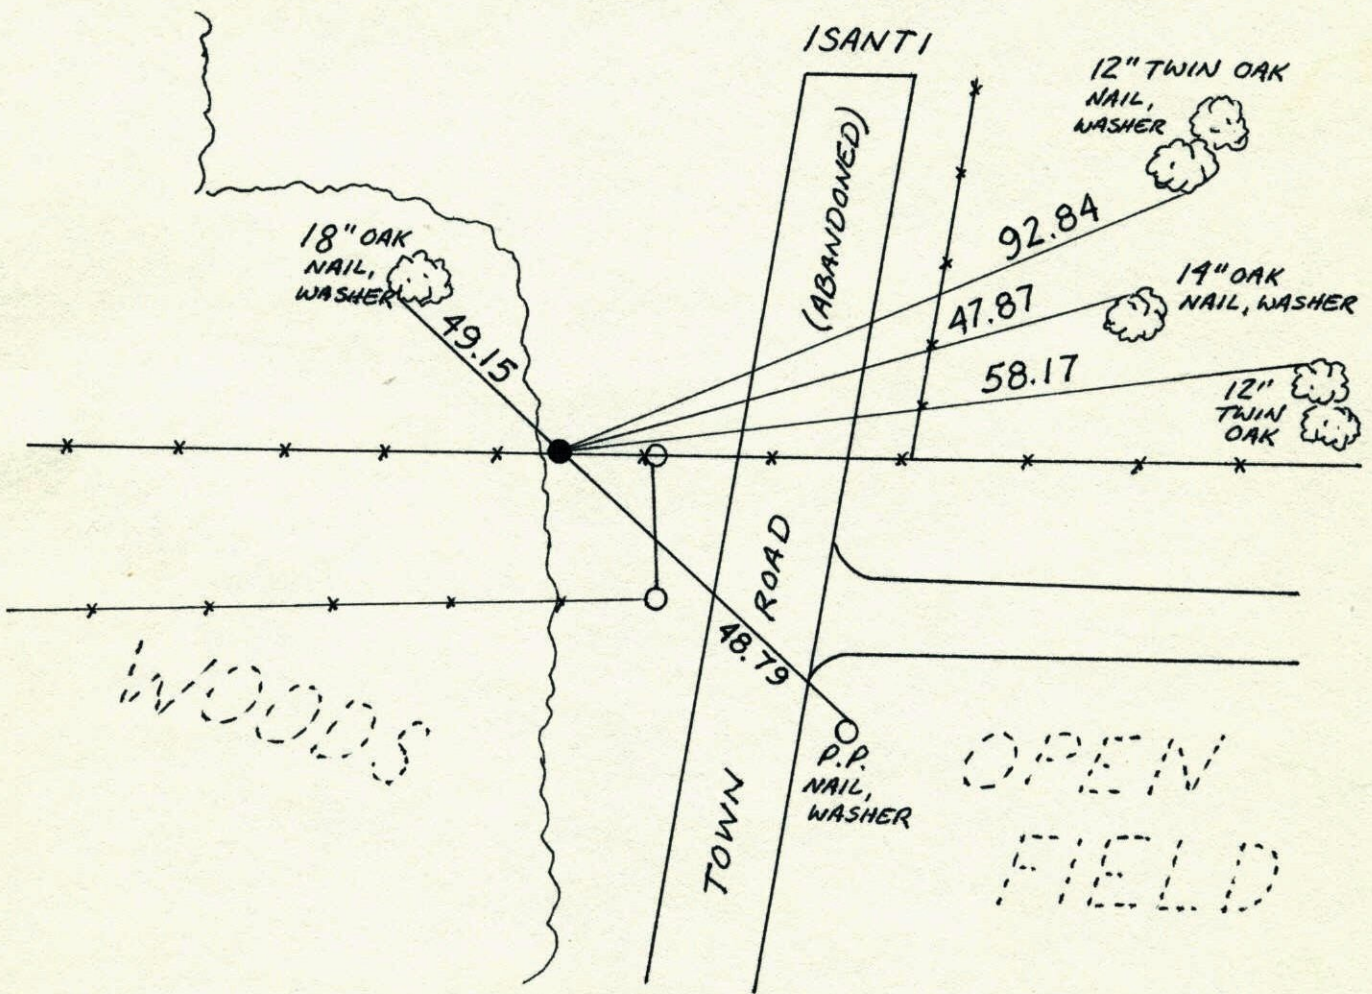 ISANTI
12" TWIN OAK
NAIL,
WASHER
(ABANDONED)
92.84
18" OAK
NAIL,
WASHER
49.15
14" OAK
NAIL, WASHER
47.87
58.17
12"
TWIN
OAK
ROAD
48.79
WOODS
P.P.
NAIL,
WASHER
TOWN
OPEN
FIELD